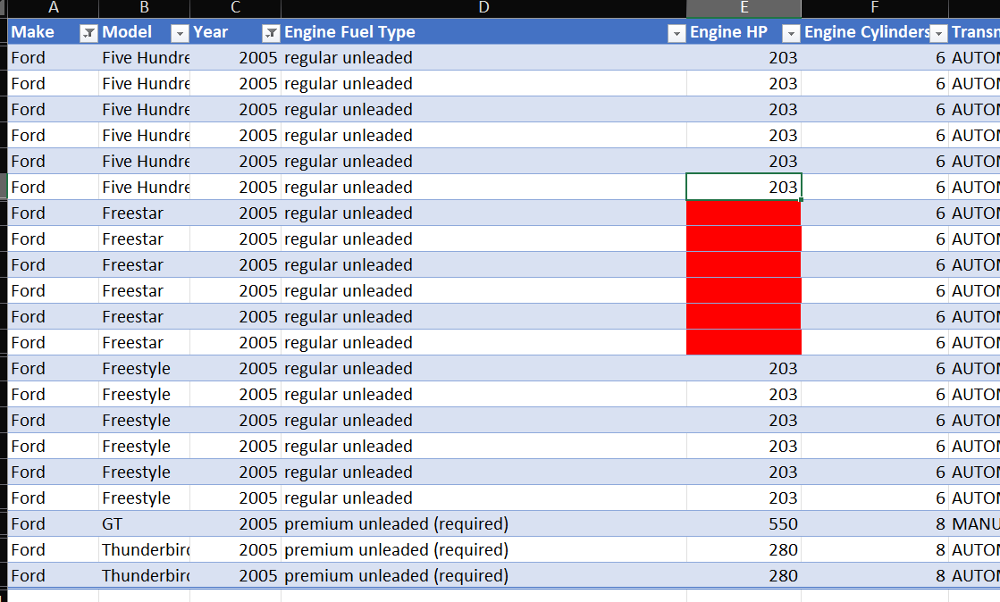 A B C D E F
Make Model Year Engine Fuel Type Engine HP Engine Cylinders Transm
Ford Five Hundre 2005 regular unleaded 203 6 AUTOM
Ford Five Hundre 2005 regular unleaded 203 6 AUTOM
Ford Five Hundre 2005 regular unleaded 203 6 AUTOM
Ford Five Hundre 2005 regular unleaded 203 6 AUTOM
Ford Five Hundre 2005 regular unleaded 203 6 AUTOM
Ford Five Hundre 2005 regular unleaded 203 6 AUTOM
Ford Freestar 2005 regular unleaded 6 AUTOM
Ford Freestar 2005 regular unleaded 6 AUTOM
Ford Freestar 2005 regular unleaded 6 AUTOM
Ford Freestar 2005 regular unleaded 6 AUTOM
Ford Freestar 2005 regular unleaded 6 AUTOM
Ford Freestar 2005 regular unleaded 6 AUTOM
Ford Freestyle 2005 regular unleaded 203 6 AUTOM
Ford Freestyle 2005 regular unleaded 203 6 AUTOM
Ford Freestyle 2005 regular unleaded 203 6 AUTOM
Ford Freestyle 2005 regular unleaded 203 6 AUTOM
Ford Freestyle 2005 regular unleaded 203 6 AUTOM
Ford Freestyle 2005 regular unleaded 203 6 AUTOM
Ford GT 2005 premium unleaded (required) 550 8 MANU
Ford Thunderbird 2005 premium unleaded (required) 280 8 AUTOM
Ford Thunderbird 2005 premium unleaded (required) 280 8 AUTOM